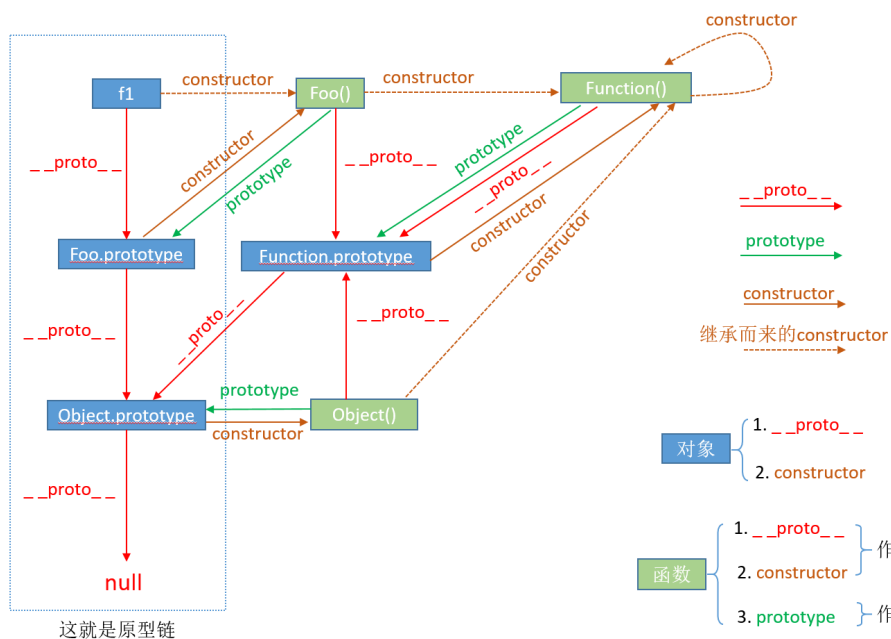 constructor
constructor
constructor
f1
Foo()
Function()
__proto__
constructor
prototype
__proto__
prototype
__proto__
constructor
constructor
__proto__
prototype
Foo.prototype
Function.prototype
constructor
继承而来的constructor
__proto__
__proto__
__proto__
prototype
Object.prototype
constructor
Object()
对象
1. __proto__
2. constructor
__proto__
函数
1. __proto__
2. constructor
作
3. prototype
作
null
这就是原型链